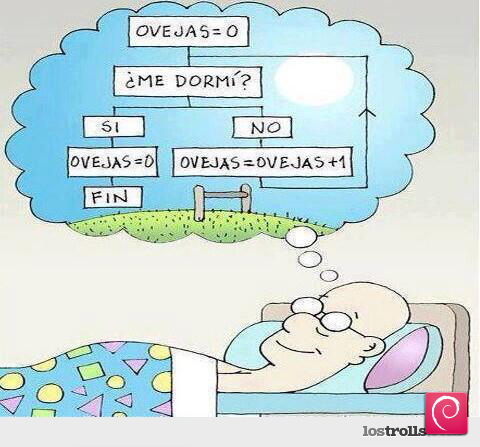 OVEJAS=0
¿ME DORMÍ?
SI NO
OVEJAS=0 OVEJAS=OVEJAS+1
FIN
lostrolls